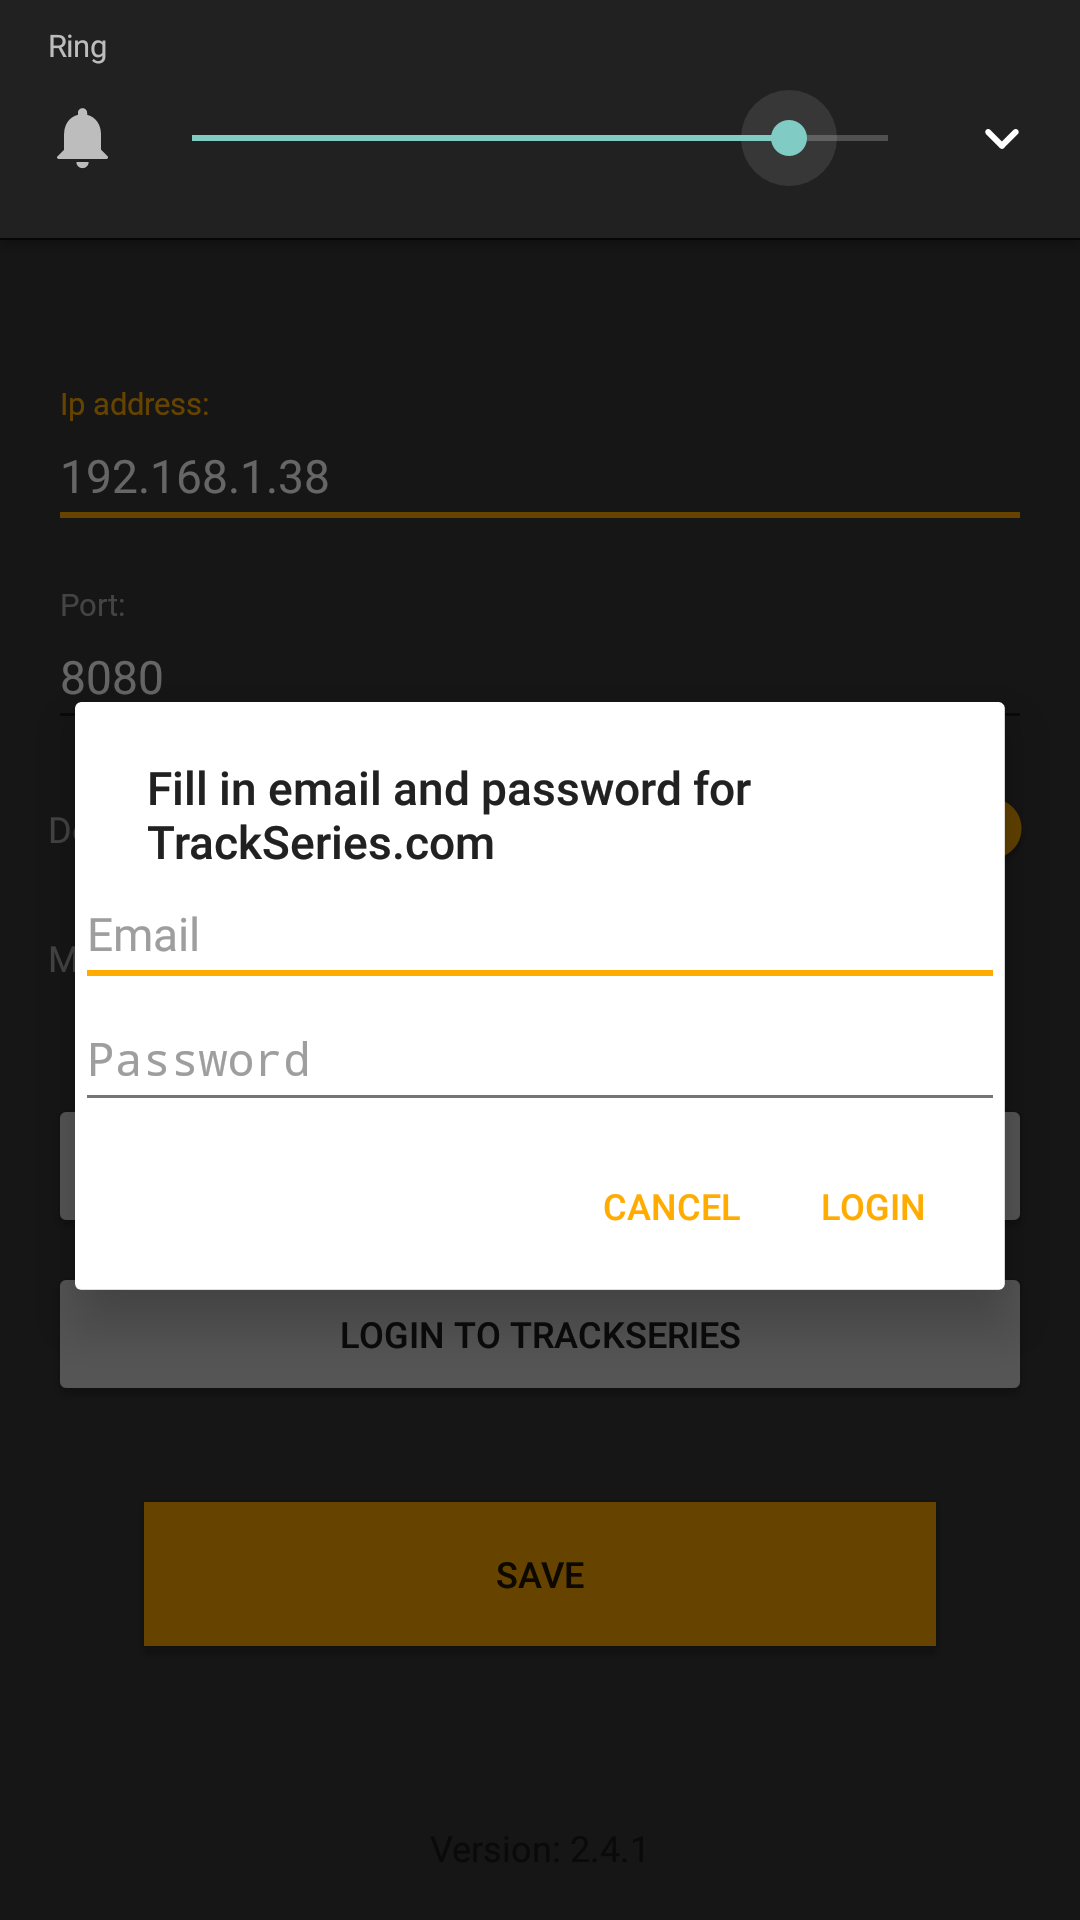 Ring
Ip address:
192.168.1.38
Port:
8080
Fill in email and password for
TrackSeries.com
Email
Password
CANCEL LOGIN
LOGIN TO TRACKSERIES
SAVE
Version: 2.4.1